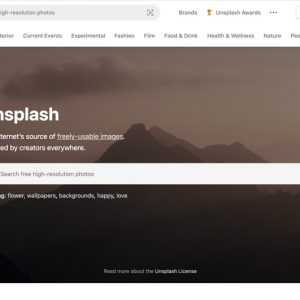 high-resolution photos
Brands
Unsplash Awards
terior
Current Events
Experimental
Fashion
Film
Food & Drink
Health & Wellness
Nature
Peo
nsplash
ternet's source of freely-usable images.
ed by creators everywhere.
Search free high-resolution photos
ng: flower, wallpapers, backgrounds, happy, love
Read more about the Unsplash License